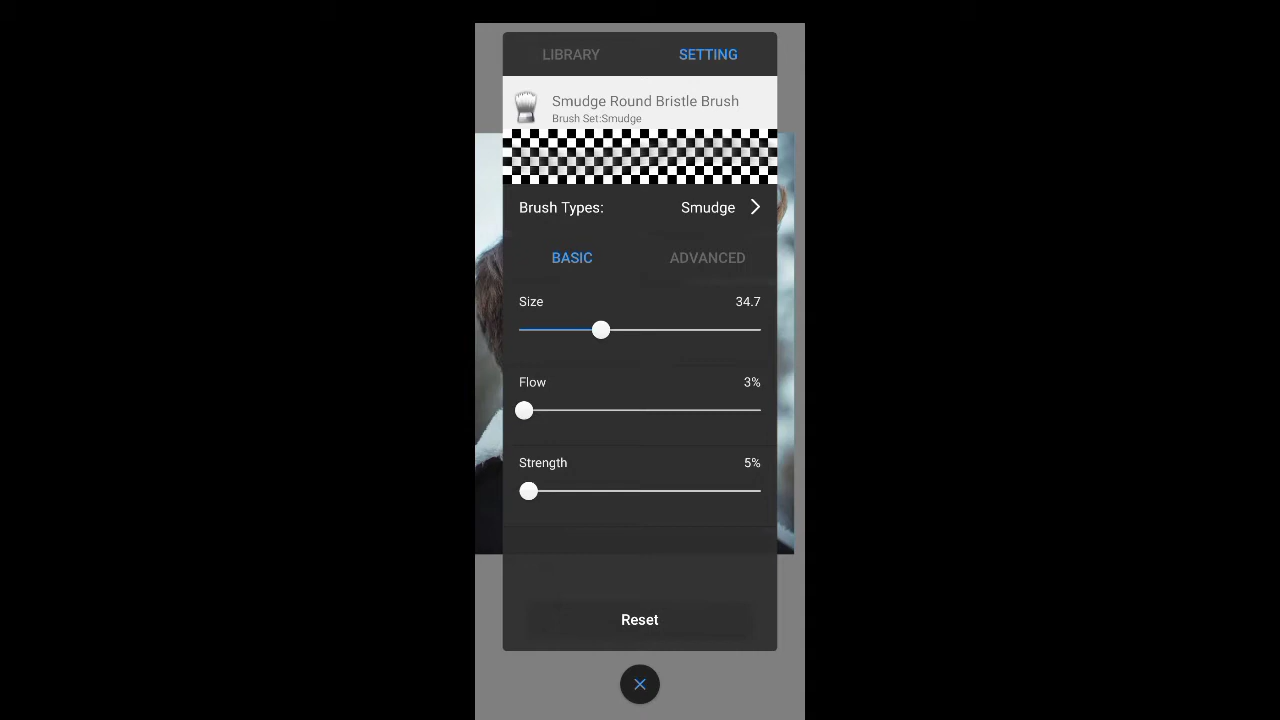 LIBRARY SETTING
Smudge Round Bristle Brush
Brush Set:Smudge
Brush Types: Smudge
BASIC ADVANCED
Size 34.7
Flow 3%
Strength 5%
Reset